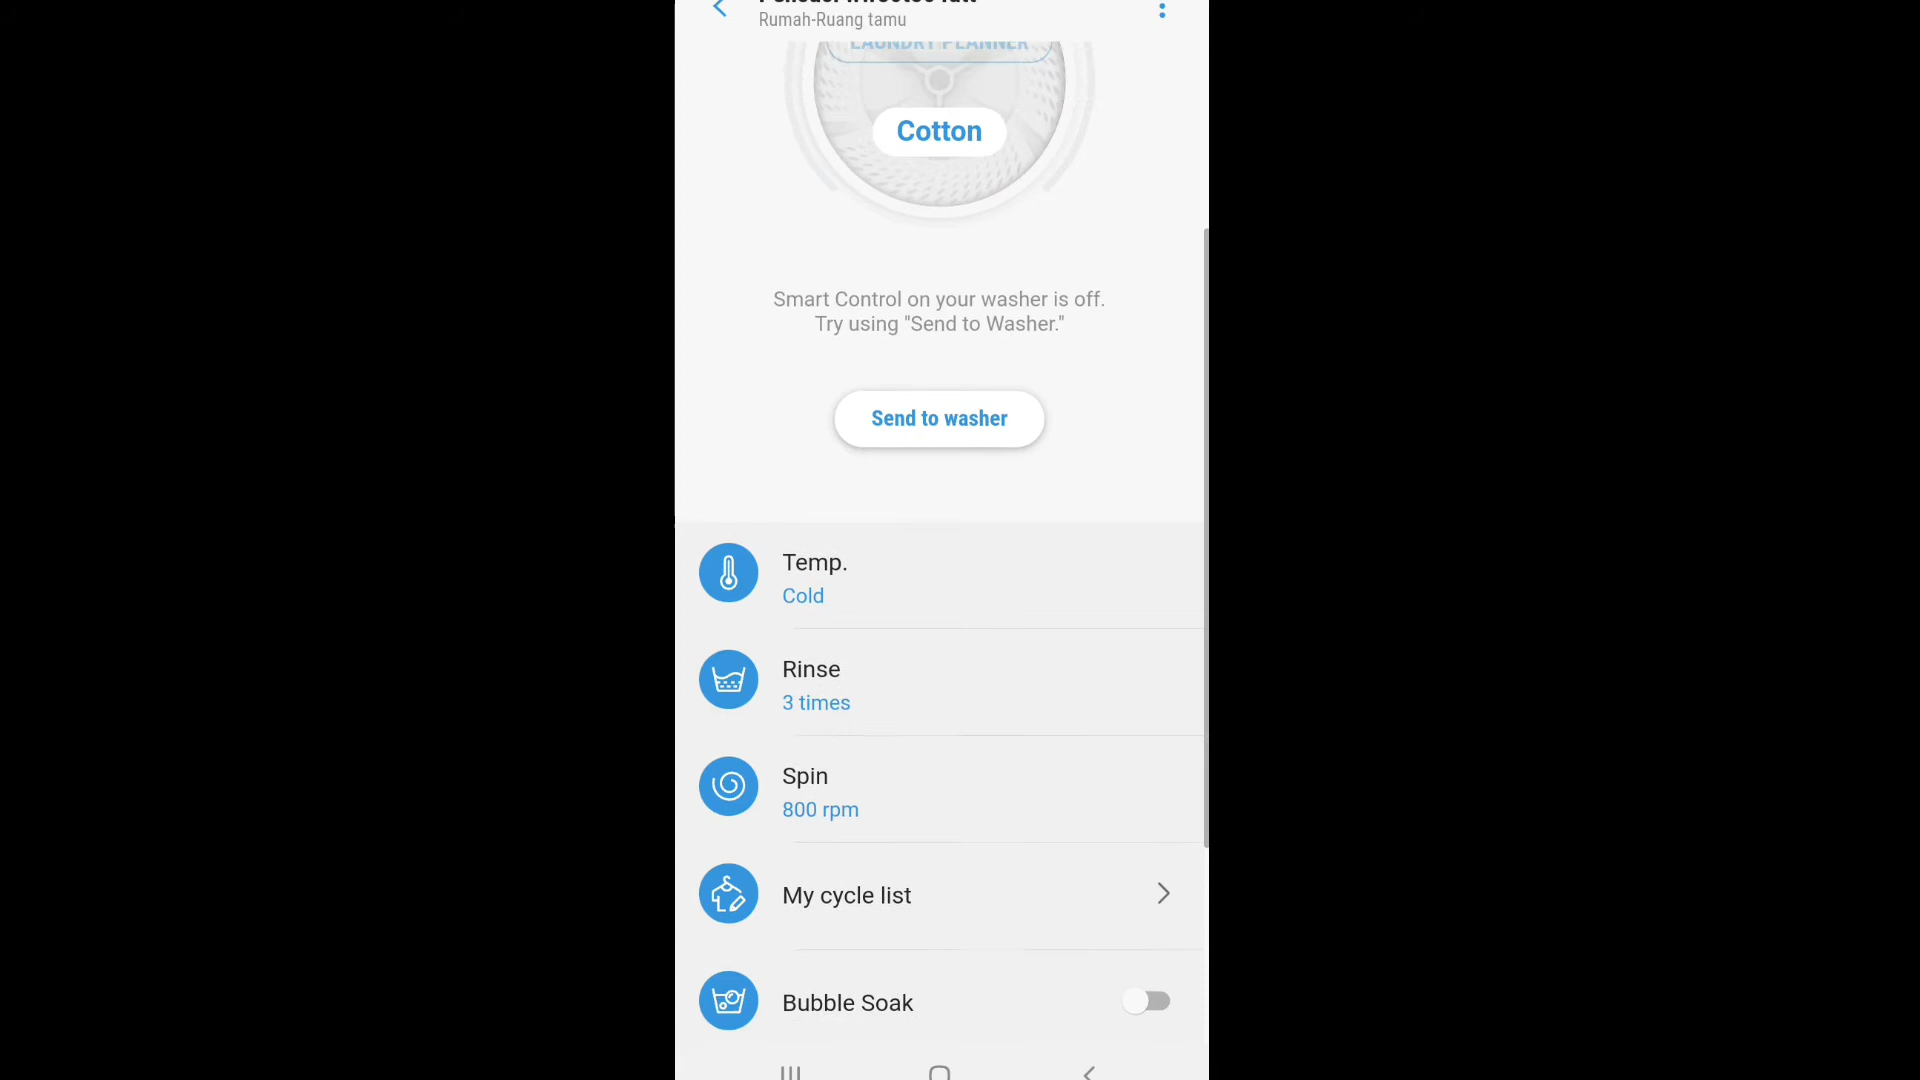 Rumah-Ruang tamu
LAUNDRY PLANNER
Cotton
Smart Control on your washer is off.
Try using "Send to Washer."
Send to washer
Temp.
Cold
Rinse
3 times
Spin
800 rpm
My cycle list
Bubble Soak